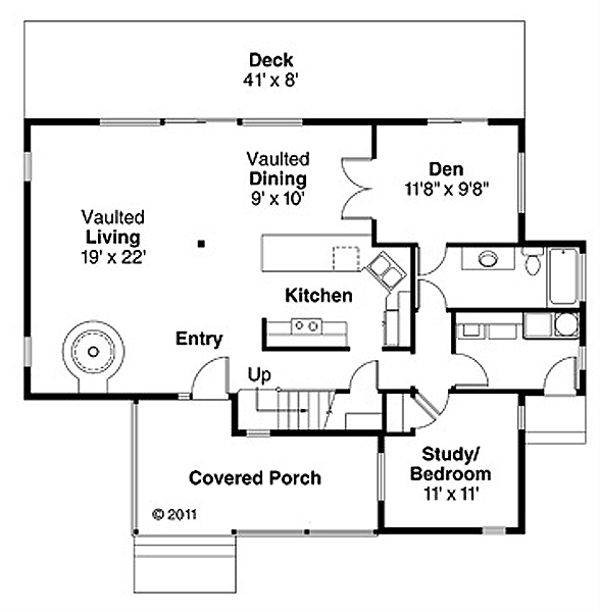 Deck
41' x 8'
Vaulted
Dining
9' x 10'
Den
11'8" x 9'8"
Vaulted
Living
19' x 22'
Kitchen
Entry
Up
Study/
Bedroom
11' x 11'
Covered Porch
© 2011